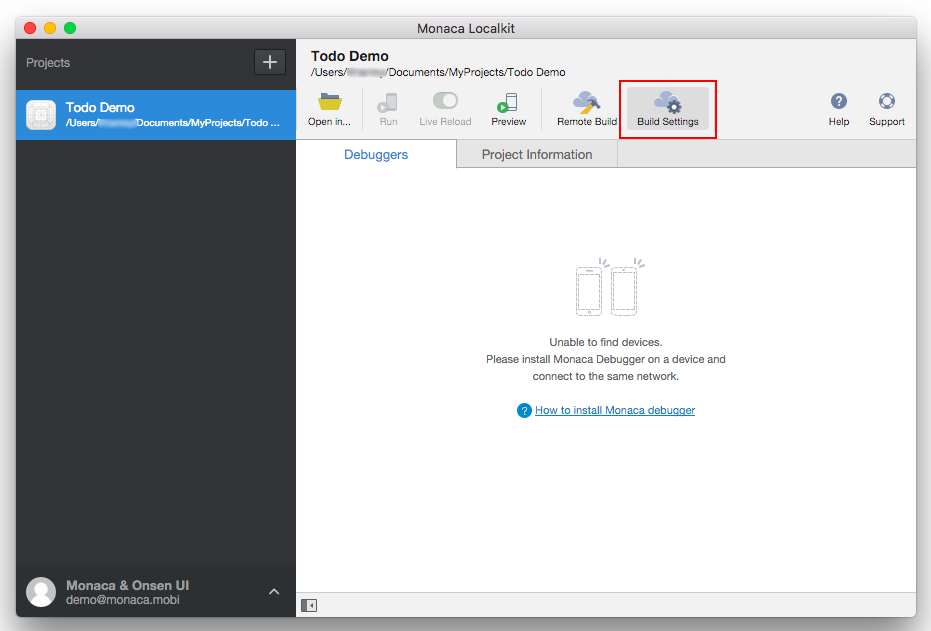 Monaca Localkit
Projects
Todo Demo
/Users/ /Documents/MyProjects/Todo ...
Todo Demo
/Users/ /Documents/MyProjects/Todo Demo
Open in...
Run
Live Reload
Preview
Remote Build
Build Settings
Help
Support
Debuggers
Project Information
Unable to find devices.
Please install Monaca Debugger on a device and
connect to the same network.
? How to install Monaca debugger
Monaca & Onsen UI
demo@monaca.mobi